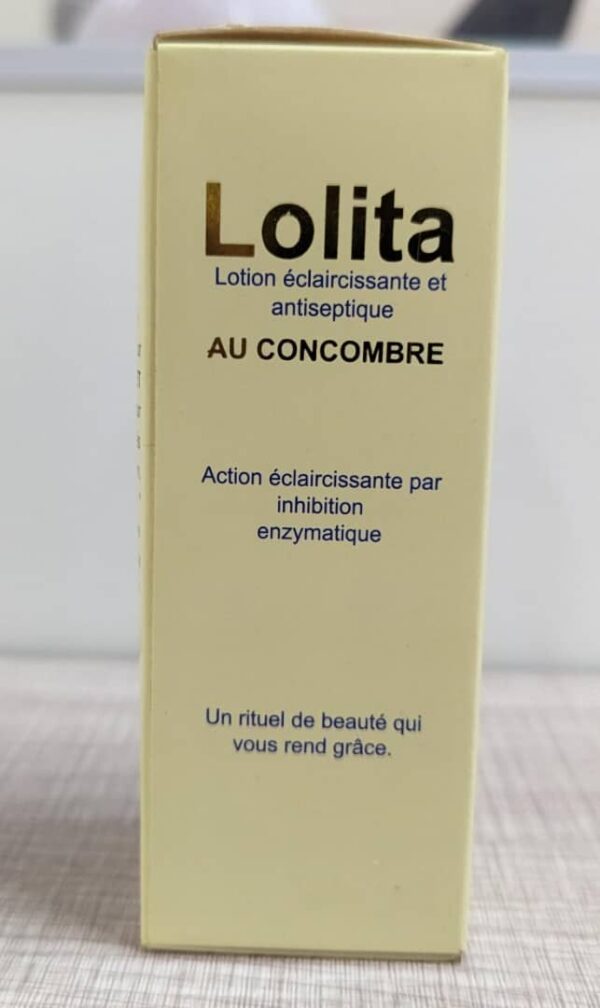 Lolita
Lotion éclaircissante et
antiseptique
AU CONCOMBRE
Action éclaircissante par
inhibition
enzymatique
Un rituel de beauté qui
vous rend grâce.